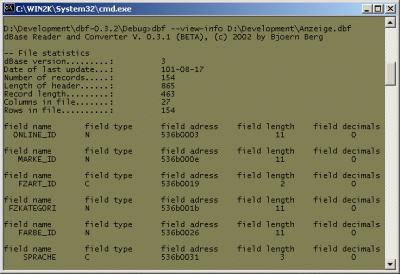 C:\WIN2K\System32\cmd.exe
D:\Development\dbf-0.3.2\Debug>dbf --view-info D:\Development\Anzeige.dbf
dBase Reader and Converter V. 0.3.1 (BETA), (c) 2002 by Bjoern Berg
-- File statistics
dBase version.........: 3
Date of last update...: 101-08-17
Number of records.....: 154
Length of header......: 865
Record length.........: 463
Columns in file.......: 27
Rows in file..........: 154
field name field type field adress field length field decimals
ONLINE_ID N 536b0003 11 0
field name field type field adress field length field decimals
MARKE_ID N 536b000e 11 0
field name field type field adress field length field decimals
FZART_ID C 536b0019 2 0
field name field type field adress field length field decimals
FZKATEGORI N 536b001b 11 0
field name field type field adress field length field decimals
FARBE_ID N 536b0026 11 0
field name field type field adress field length field decimals
SPRACHE C 536b0031 3 0